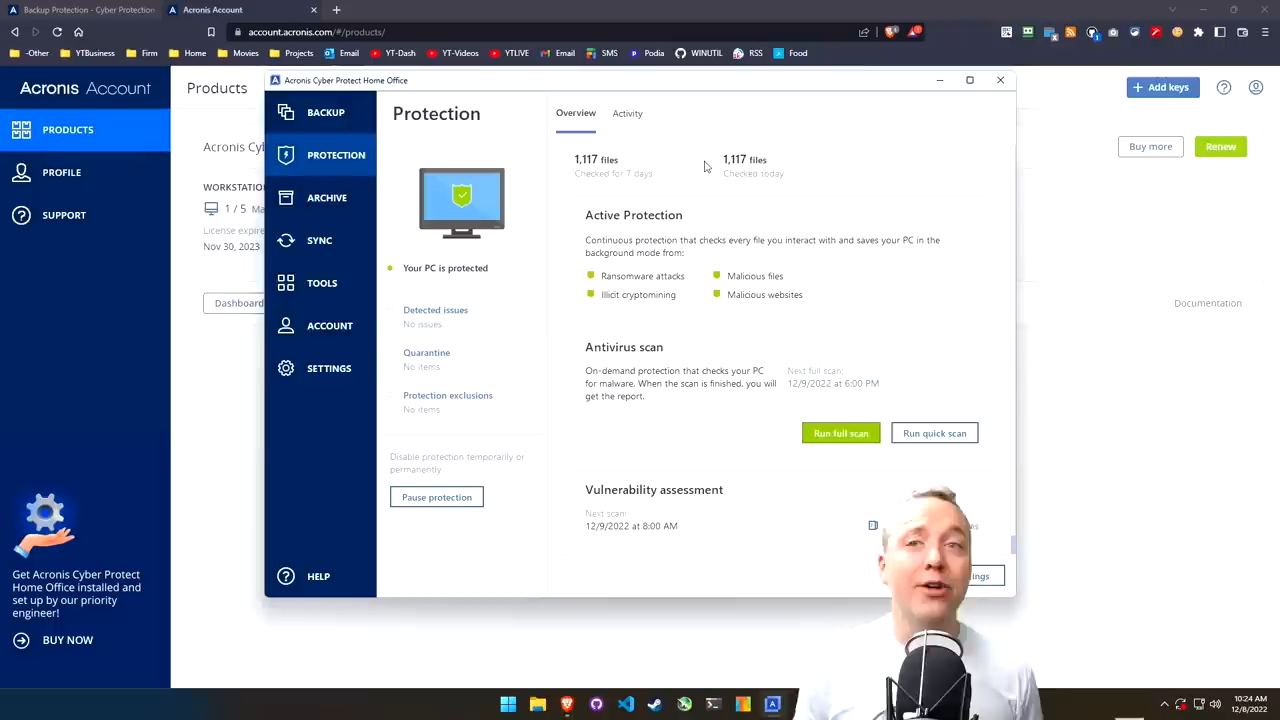 Backup Protection - Cyber Protection
Acronis Account
account.acronis.com/#/products/
-Other
YTBusiness
Firm
Home
Movies
Projects
Email
YT-Dash
YT-Videos
YTLIVE
Email
SMS
Podia
WINUTIL
RSS
Food
Acronis Account
PRODUCTS
PROFILE
SUPPORT
Get Acronis Cyber Protect
Home Office installed and
set up by our priority
engineer!
BUY NOW
Products
Add keys
Acronis Cy
Buy more
Renew
WORKSTATIO
1 / 5 Ma
License expire
Nov 30, 2023
Dashboard
Documentation
Acronis Cyber Protect Home Office
BACKUP
PROTECTION
ARCHIVE
SYNC
TOOLS
ACCOUNT
SETTINGS
HELP
Protection
Your PC is protected
Detected issues
No issues
Quarantine
No items
Protection exclusions
No items
Disable protection temporarily or
permanently
Pause protection
Overview
Activity
1,117 files
Checked for 7 days
1,117 files
Checked today
Active Protection
Continuous protection that checks every file you interact with and saves your PC in the
background mode from:
Ransomware attacks
Malicious files
Illicit cryptomining
Malicious websites
Antivirus scan
On-demand protection that checks your PC
for malware. When the scan is finished, you will
get the report.
Next full scan:
12/9/2022 at 6:00 PM
Run full scan
Run quick scan
Vulnerability assessment
Next scan:
12/9/2022 at 8:00 AM
ings
10:24 AM
12/8/2022